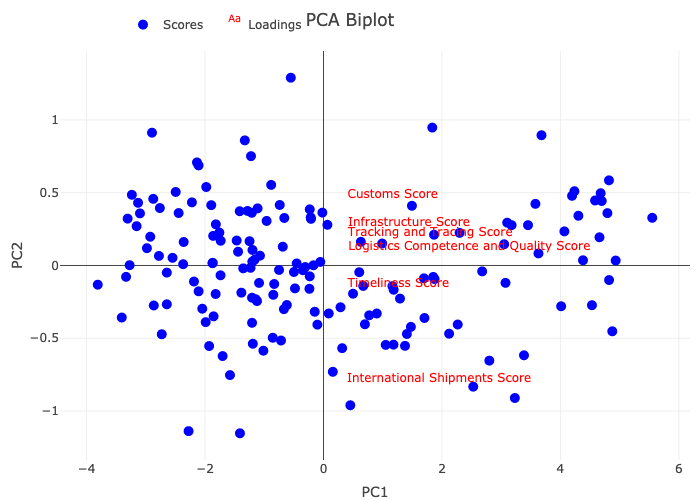 PCA Biplot
Scores
Aa Loadings
1
0.5
0
−0.5
−1
PC2
Customs Score
Infrastructure Score
Tracking and Tracing Score
Logistics Competence and Quality Score
Timeliness Score
International Shipments Score
−4 −2 0 2 4 6
PC1